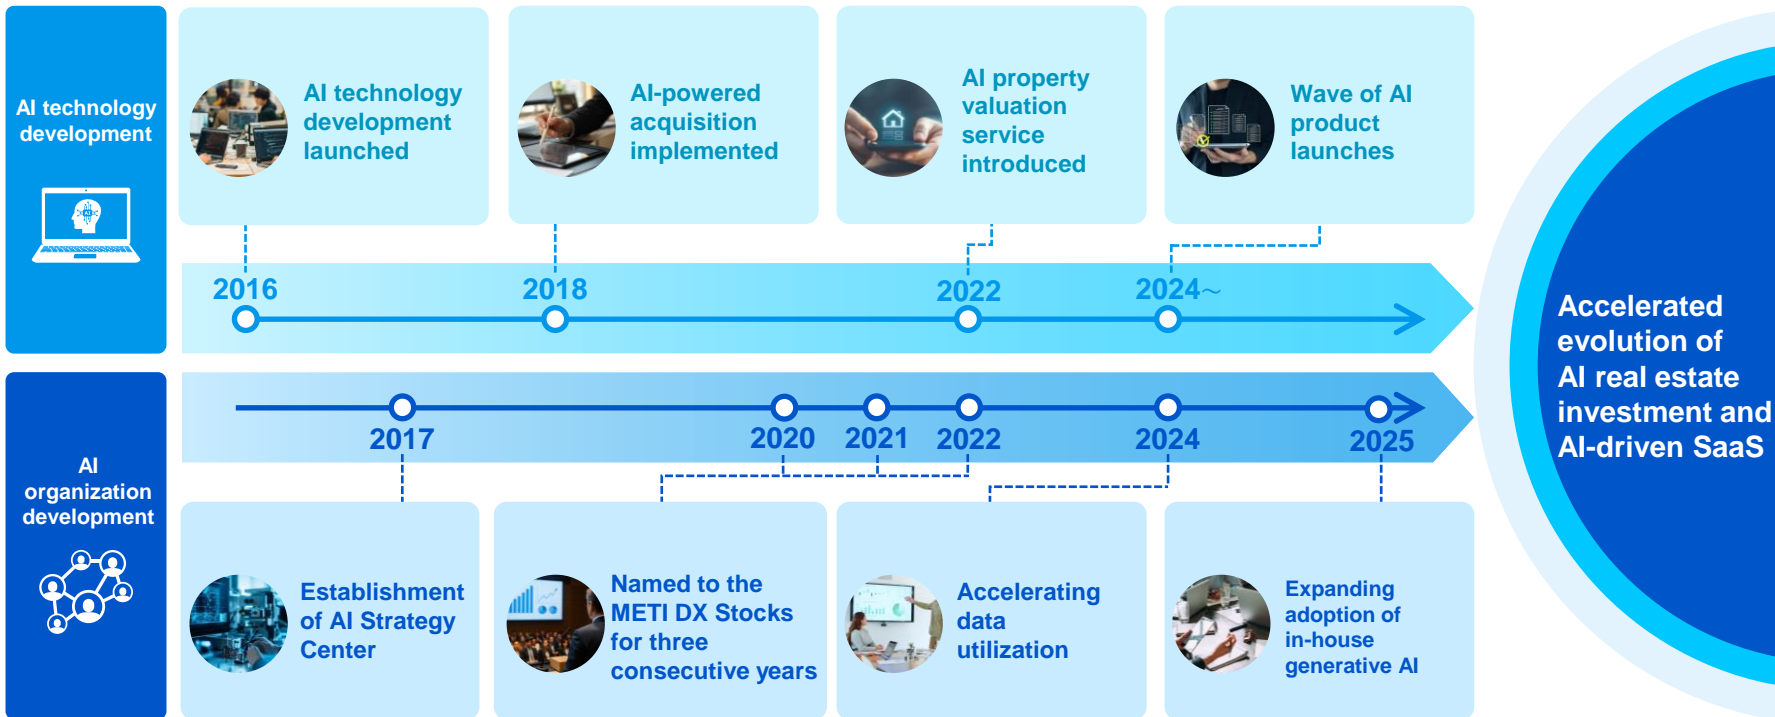 AI technology
development
AI technology
development
launched
AI-powered
acquisition
implemented
AI property
valuation
service
introduced
Wave of AI
product
launches
2016
2018
2022
2024～
Accelerated
evolution of
AI real estate
investment and
AI-driven SaaS
AI
organization
development
2017
2020
2021
2022
2024
2025
Establishment
of AI Strategy
Center
Named to the
METI DX Stocks
for three
consecutive years
Accelerating
data
utilization
Expanding
adoption of
in-house
generative AI